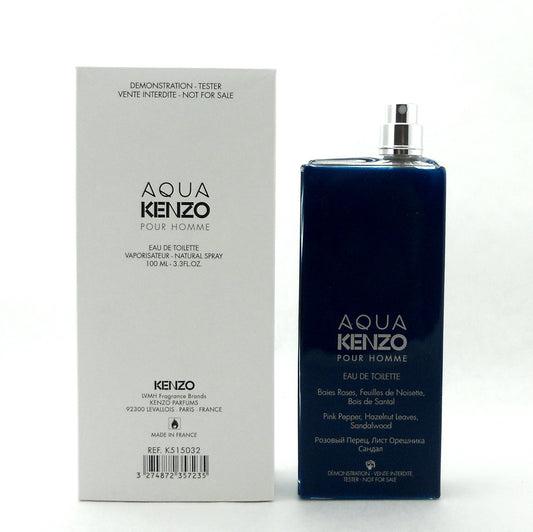 DEMONSTRATION - TESTER
VENTE INTERDITE - NOT FOR SALE
AQUA
KENZO
POUR HOMME
EAU DE TOILETTE
VAPORISATEUR - NATURAL SPRAY
100 ML - 3.3FL.OZ.
KENZO
LVMH Fragrance Brands
KENZO PARFUMS
92300 LEVALLOIS . PARIS . FRANCE
MADE IN FRANCE
REF. K515032
3 274872 357235
AQUA
KENZO
POUR HOMME
EAU DE TOILETTE
Baies Roses, Feuilles de Noisette,
Bois de Santal
Pink Pepper, Hazelnut Leaves,
Sandalwood
Розовый Перец, Лист Орешника
Сандал
DÉMONSTRATION - VENTE INTERDITE
TESTER - NOT FOR SALE